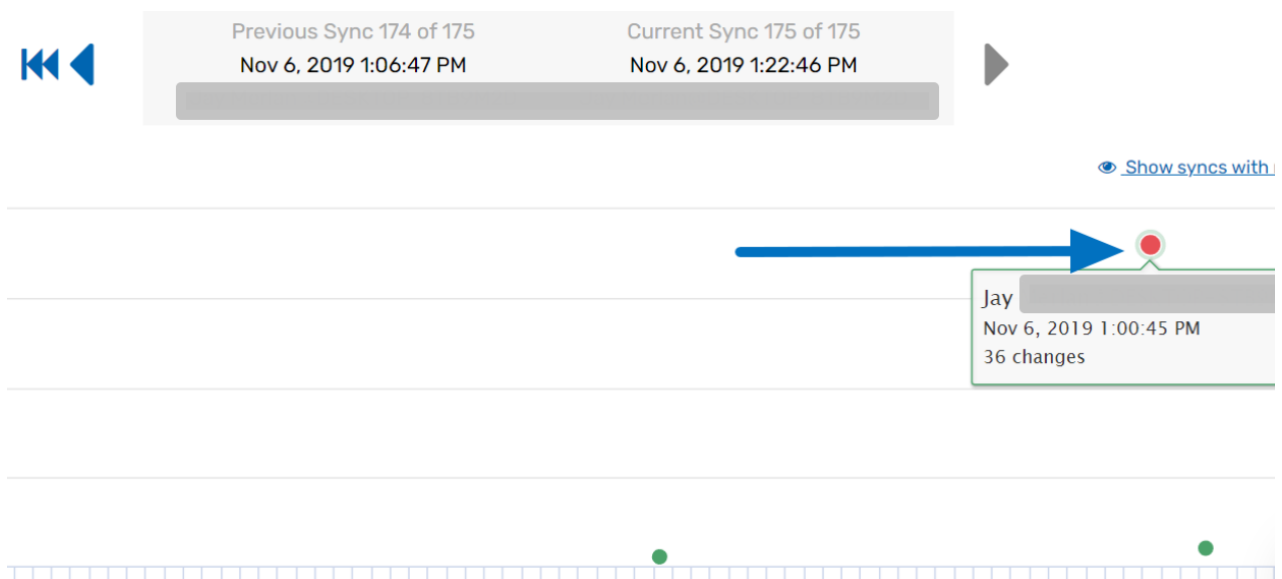 Previous Sync 174 of 175
Current Sync 175 of 175
Nov 6, 2019 1:06:47 PM
Nov 6, 2019 1:22:46 PM
Show syncs with
Jay
Nov 6, 2019 1:00:45 PM
36 changes